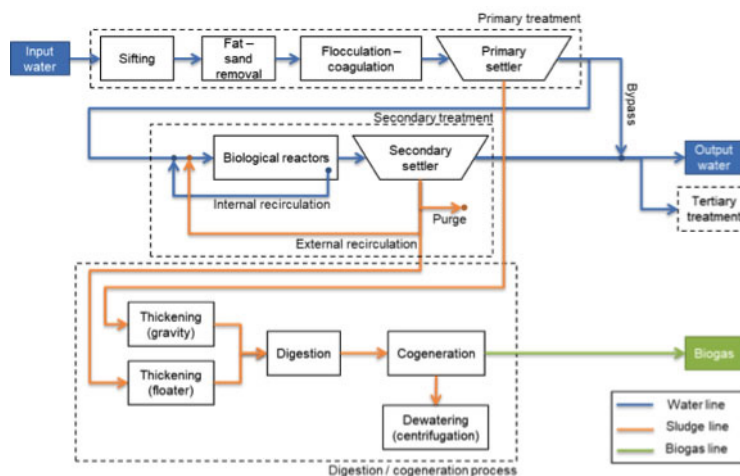 Primary treatment
Input
water
Sifting
Fat –
sand
removal
Flocculation –
coagulation
Primary
settler
Bypass
Secondary treatment
Biological reactors
Secondary
settler
Output
water
Internal recirculation
Purge
Tertiary
treatment
External recirculation
Thickening
(gravity)
Digestion
Cogeneration
Biogas
Thickening
(floater)
Dewatering
(centrifugation)
Water line
Sludge line
Biogas line
Digestion / cogeneration process